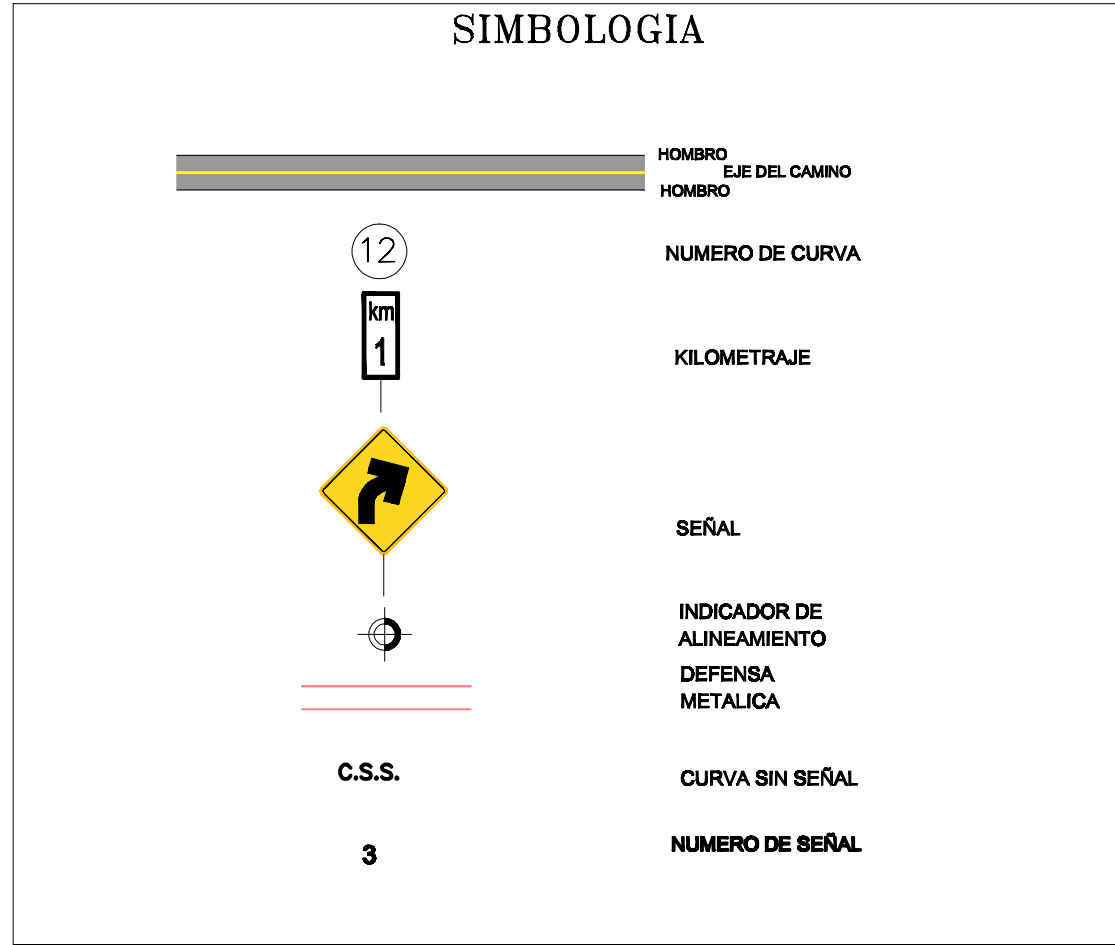 SIMBOLOGIA
HOMBRO
EJE DEL CAMINO
HOMBRO
12
NUMERO DE CURVA
km
1
KILOMETRAJE
SEÑAL
INDICADOR DE
ALINEAMIENTO
DEFENSA
METALICA
C.S.S.
CURVA SIN SEÑAL
3
NUMERO DE SEÑAL